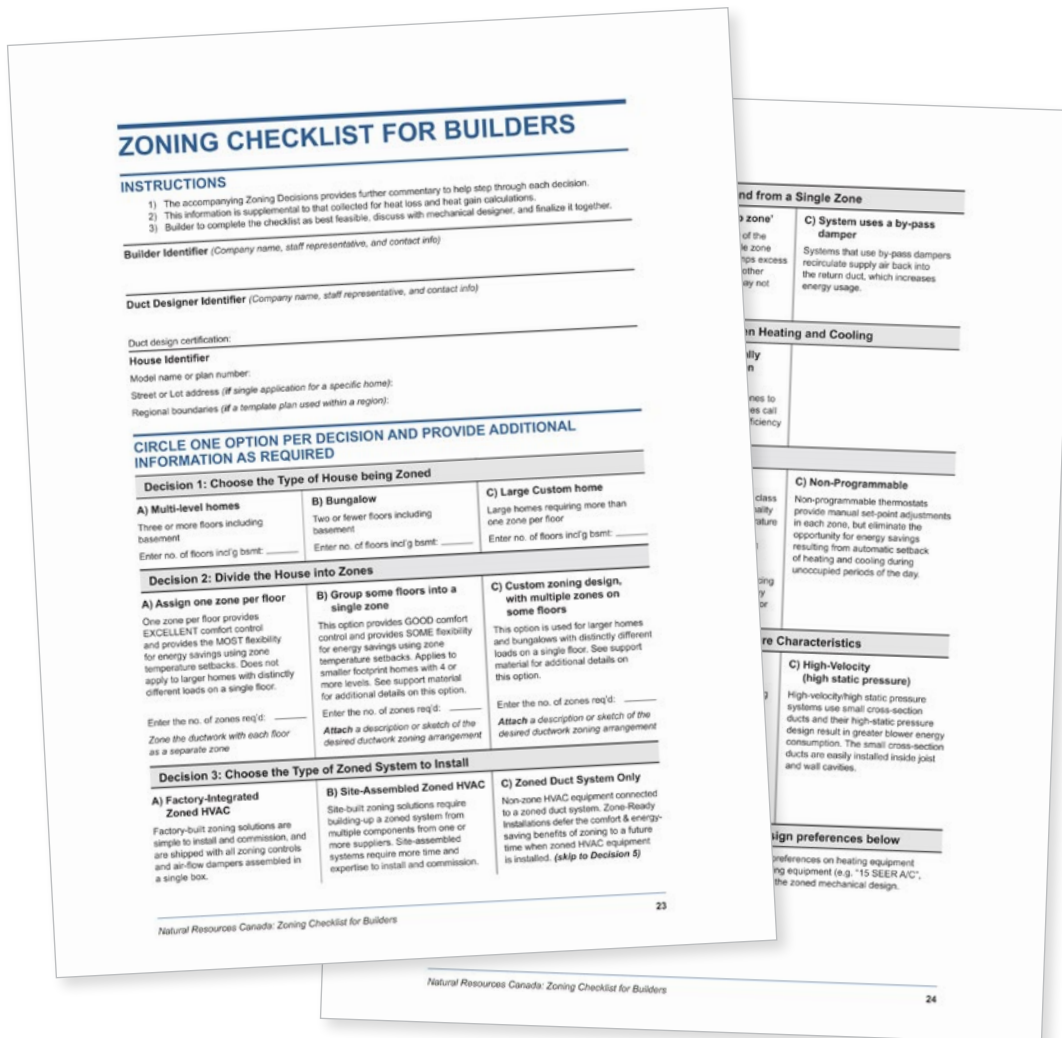 ZONING CHECKLIST FOR BUILDERS
INSTRUCTIONS
1) The accompanying Zoning Decisions provides further commentary to help step through each decision.
2) This information is supplemental to that collected for heat loss and heat gain calculations.
3) Builder to complete the checklist as best feasible, discuss with mechanical designer, and finalize it together.
Builder Identifier (Company name, staff representative, and contact info)
Duct Designer Identifier (Company name, staff representative, and contact info)
Duct design certification:
House Identifier
Model name or plan number:
Street or Lot address (if single application for a specific home):
Regional boundaries (if a template plan used within a region):
CIRCLE ONE OPTION PER DECISION AND PROVIDE ADDITIONAL
INFORMATION AS REQUIRED
Decision 1: Choose the Type of House being Zoned
A) Multi-level homes
Three or more floors including
basement
Enter no. of floors incl'g bsmt:
B) Bungalow
Two or fewer floors including
basement
Enter no. of floors incl'g bsmt:
C) Large Custom home
Large homes requiring more than
one zone per floor
Enter no. of floors incl'g bsmt:
Decision 2: Divide the House into Zones
A) Assign one zone per floor
One zone per floor provides
EXCELLENT comfort control
and provides the MOST flexibility
for energy savings using zone
temperature setbacks. Does not
apply to larger homes with distinctly
different loads on a single floor.
Enter the no. of zones req'd:
Zone the ductwork with each floor
as a separate zone
B) Group some floors into a
single zone
This option provides GOOD comfort
control and provides SOME flexibility
for energy savings using zone
temperature setbacks. Applies to
smaller footprint homes with 4 or
more levels. See support material
for additional details on this option.
Enter the no. of zones req'd:
Attach a description or sketch of the
desired ductwork zoning arrangement
C) Custom zoning design,
with multiple zones on
some floors
This option is used for larger homes
and bungalows with distinctly different
loads on a single floor. See support
material for additional details on
this option.
Enter the no. of zones req'd:
Attach a description or sketch of the
desired ductwork zoning arrangement
Decision 3: Choose the Type of Zoned System to Install
A) Factory-Integrated
Zoned HVAC
Factory-built zoning solutions are
simple to install and commission, and
are shipped with all zoning controls
and air-flow dampers assembled in
a single box.
B) Site-Assembled Zoned HVAC
Site-built zoning solutions require
building-up a zoned system from
multiple components from one or
more suppliers. Site-assembled
systems require more time and
expertise to install and commission.
C) Zoned Duct System Only
Non-zone HVAC equipment connected
to a zoned duct system. Zone-Ready
Installations defer the comfort & energy-
saving benefits of zoning to a future
time when zoned HVAC equipment
is installed. (skip to Decision 5)
Natural Resources Canada: Zoning Checklist for Builders
23
from a Single Zone
zone'
of the
zone
excess
other
not
C) System uses a by-pass
damper
Systems that use by-pass dampers
recirculate supply air back into
the return duct, which increases
energy usage.
Heating and Cooling
to
call
C) Non-Programmable
Non-programmable thermostats
provide manual set-point adjustments
in each zone, but eliminate the
opportunity for energy savings
resulting from automatic setback
of heating and cooling during
unoccupied periods of the day.
class
or
Characteristics
C) High-Velocity
(high static pressure)
High-velocity/high static pressure
systems use small cross-section
ducts and their high-static pressure
design result in greater blower energy
consumption. The small cross-section
ducts are easily installed inside joist
and wall cavities.
preferences below
preferences on heating equipment
equipment (e.g. "15 SEER A/C",
the zoned mechanical design.
Natural Resources Canada: Zoning Checklist for Builders
24